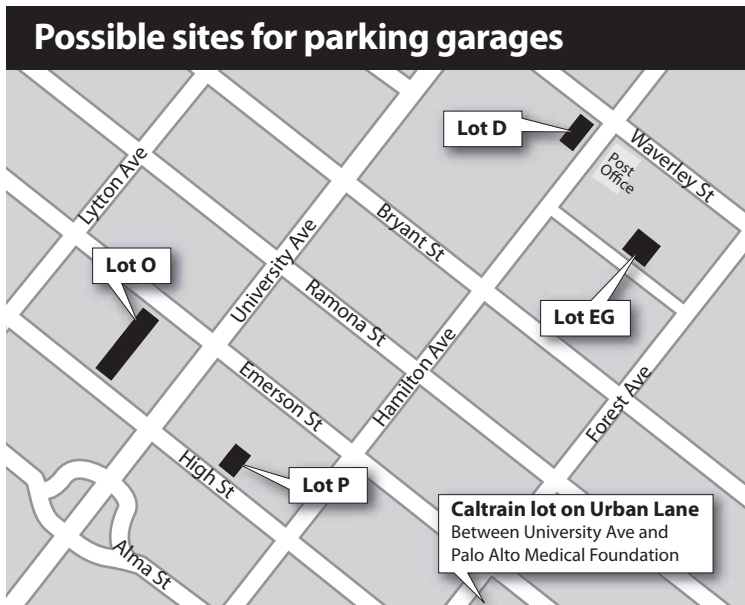 Possible sites for parking garages
Lot D
Waverley St
Post
Office
Lytton Ave
Bryant St
University Ave
Lot O
Ramona St
Lot EG
Hamilton Ave
Forest Ave
Emerson St
High St
Lot P
Caltrain lot on Urban Lane
Between University Ave and
Palo Alto Medical Foundation
Alma St